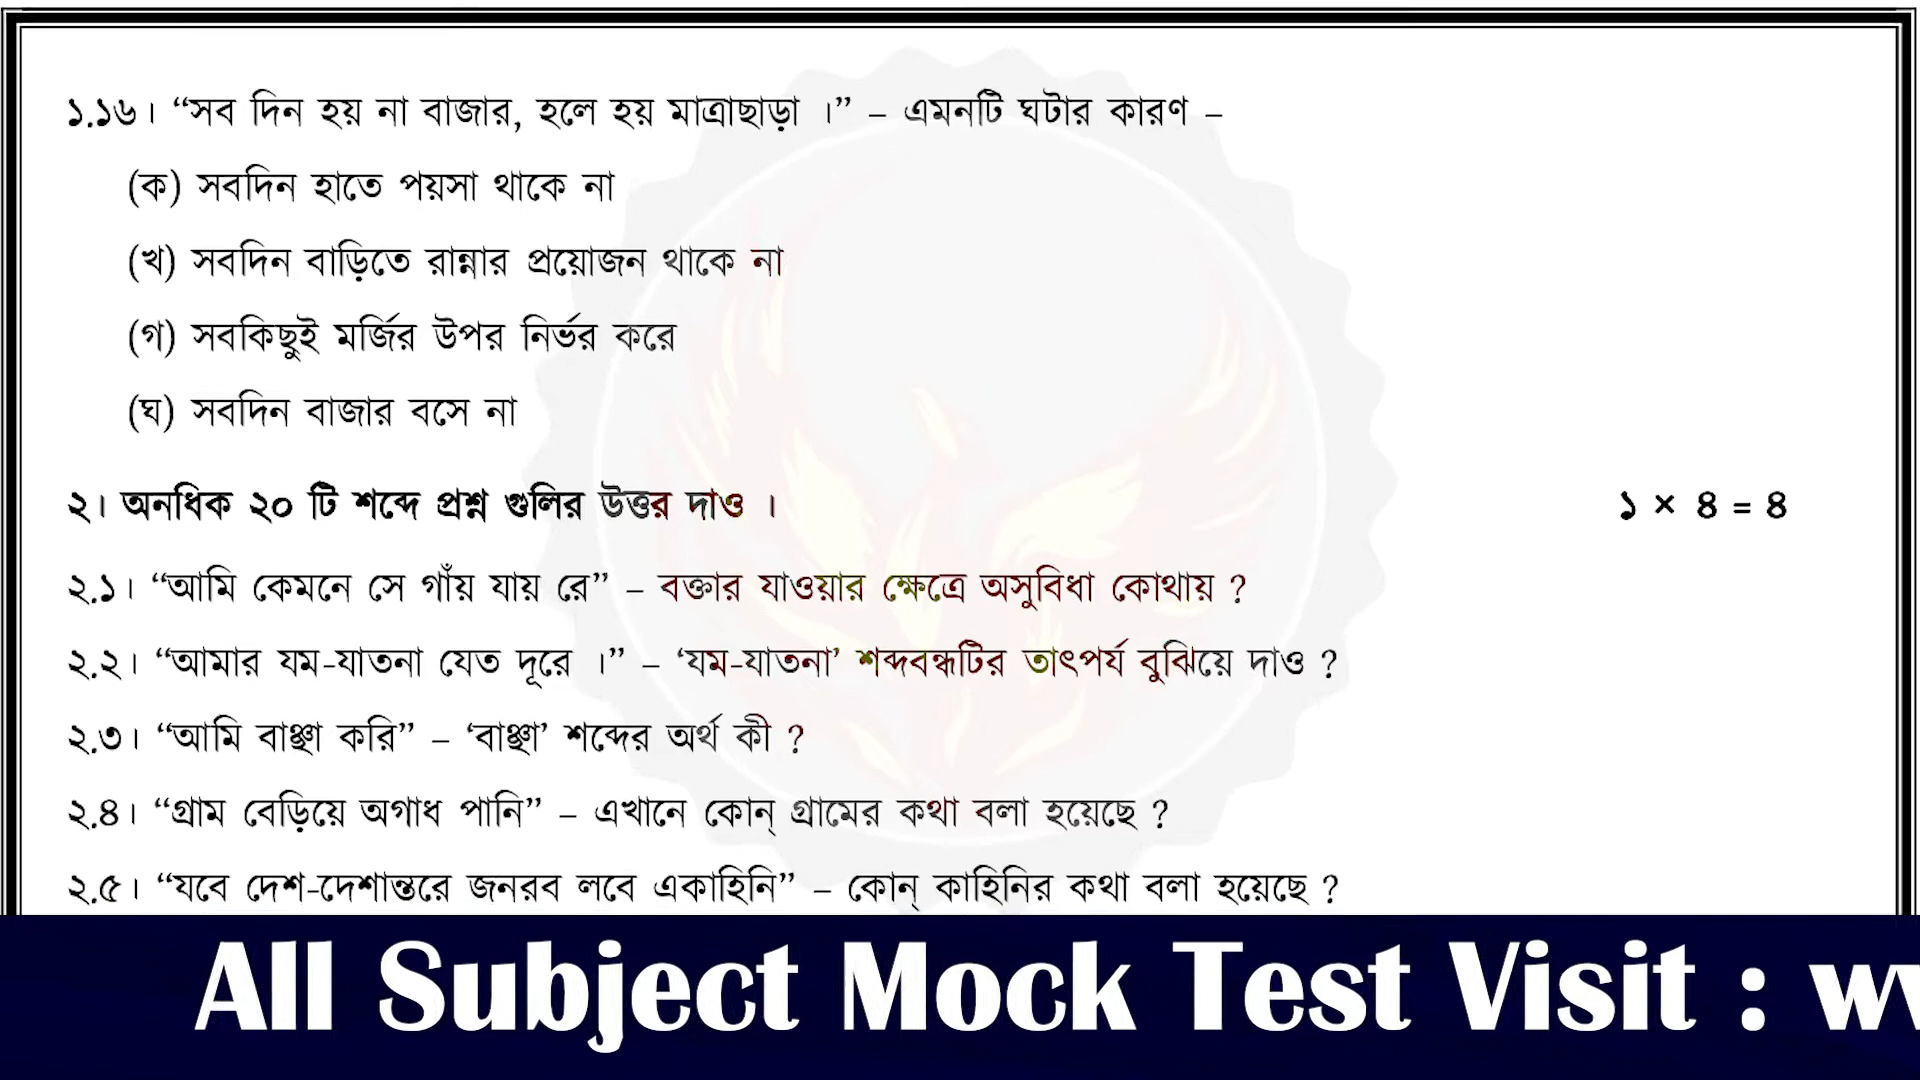 ১.১৬। “সব দিন হয় না বাজার, হলে হয় মাত্রাছাড়া ।” – এমনটি ঘটার কারণ –
(ক) সবদিন হাতে পয়সা থাকে না
(খ) সবদিন বাড়িতে রান্নার প্রয়োজন থাকে না
(গ) সবকিছুই মর্জির উপর নির্ভর করে
(ঘ) সবদিন বাজার বসে না
২। অনধিক ২০ টি শব্দে প্রশ্ন গুলির উত্তর দাও । ১ × ৪ = ৪
২.১। “আমি কেমনে সে গাঁয় যায় রে” – বক্তার যাওয়ার ক্ষেত্রে অসুবিধা কোথায় ?
২.২। “আমার যম-যাতনা যেত দূরে ।” – ‘যম-যাতনা’ শব্দবন্ধটির তাৎপর্য বুঝিয়ে দাও ?
২.৩। “আমি বাঞ্ছা করি” – ‘বাঞ্ছা’ শব্দের অর্থ কী ?
২.৪। “গ্রাম বেড়িয়ে অগাধ পানি” – এখানে কোন্ গ্রামের কথা বলা হয়েছে ?
২.৫। “যবে দেশ-দেশান্তরে জনরব লবে একাহিনি” – কোন্ কাহিনির কথা বলা হয়েছে ?
All Subject Mock Test Visit :